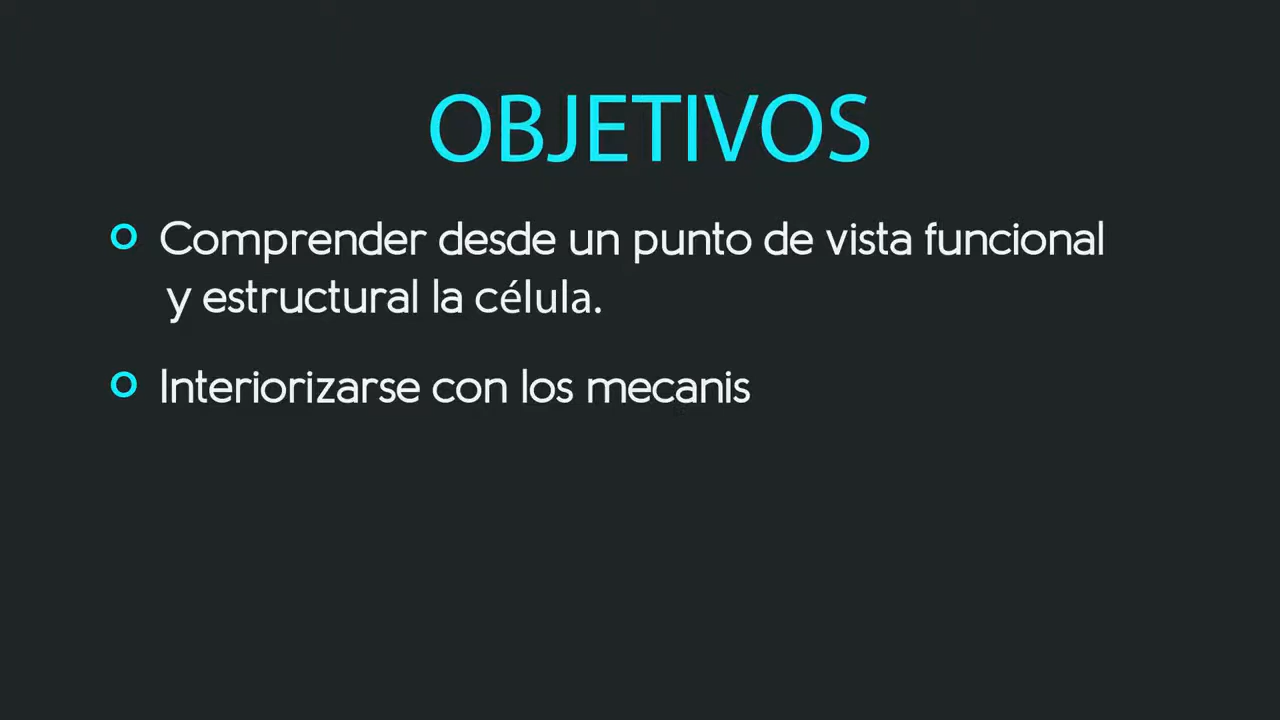 OBJETIVOS
Comprender desde un punto de vista funcional
y estructural la célula.
Interiorizarse con los mecanis